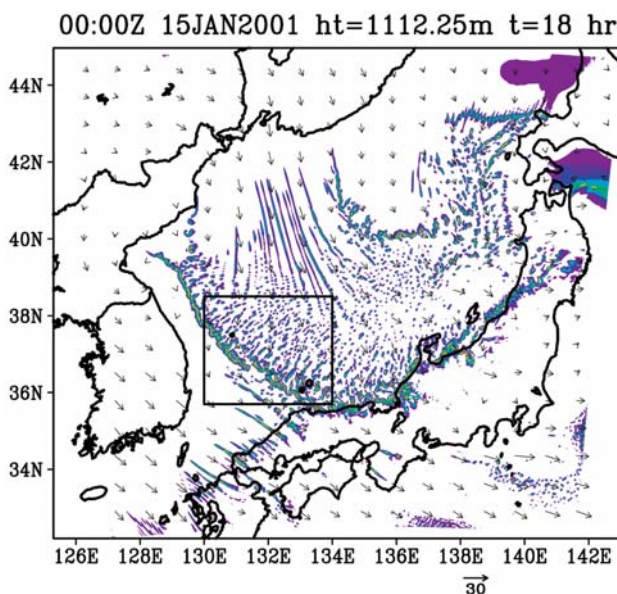 00:00Z 15JAN2001 ht=1112.25m t=18 hr
44N
42N
40N
38N
36N
34N
126E 128E 130E 132E 134E 136E 138E 140E 142E
30